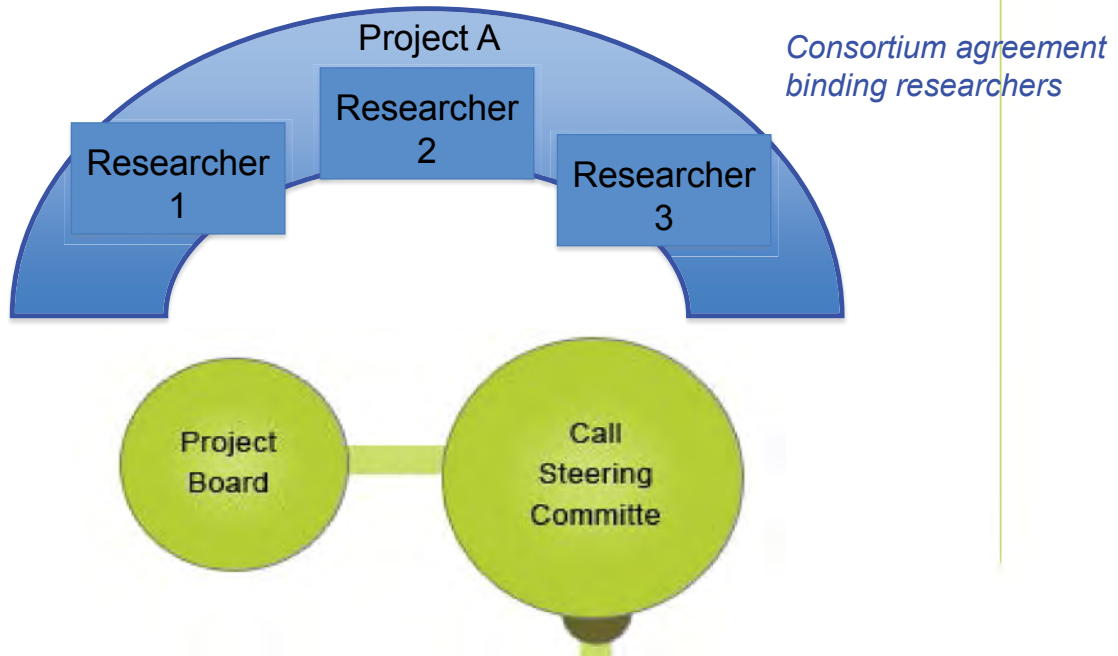 Project A
Consortium agreement
binding researchers
Researcher
1
Researcher
2
Researcher
3
Project
Board
Call
Steering
Committe